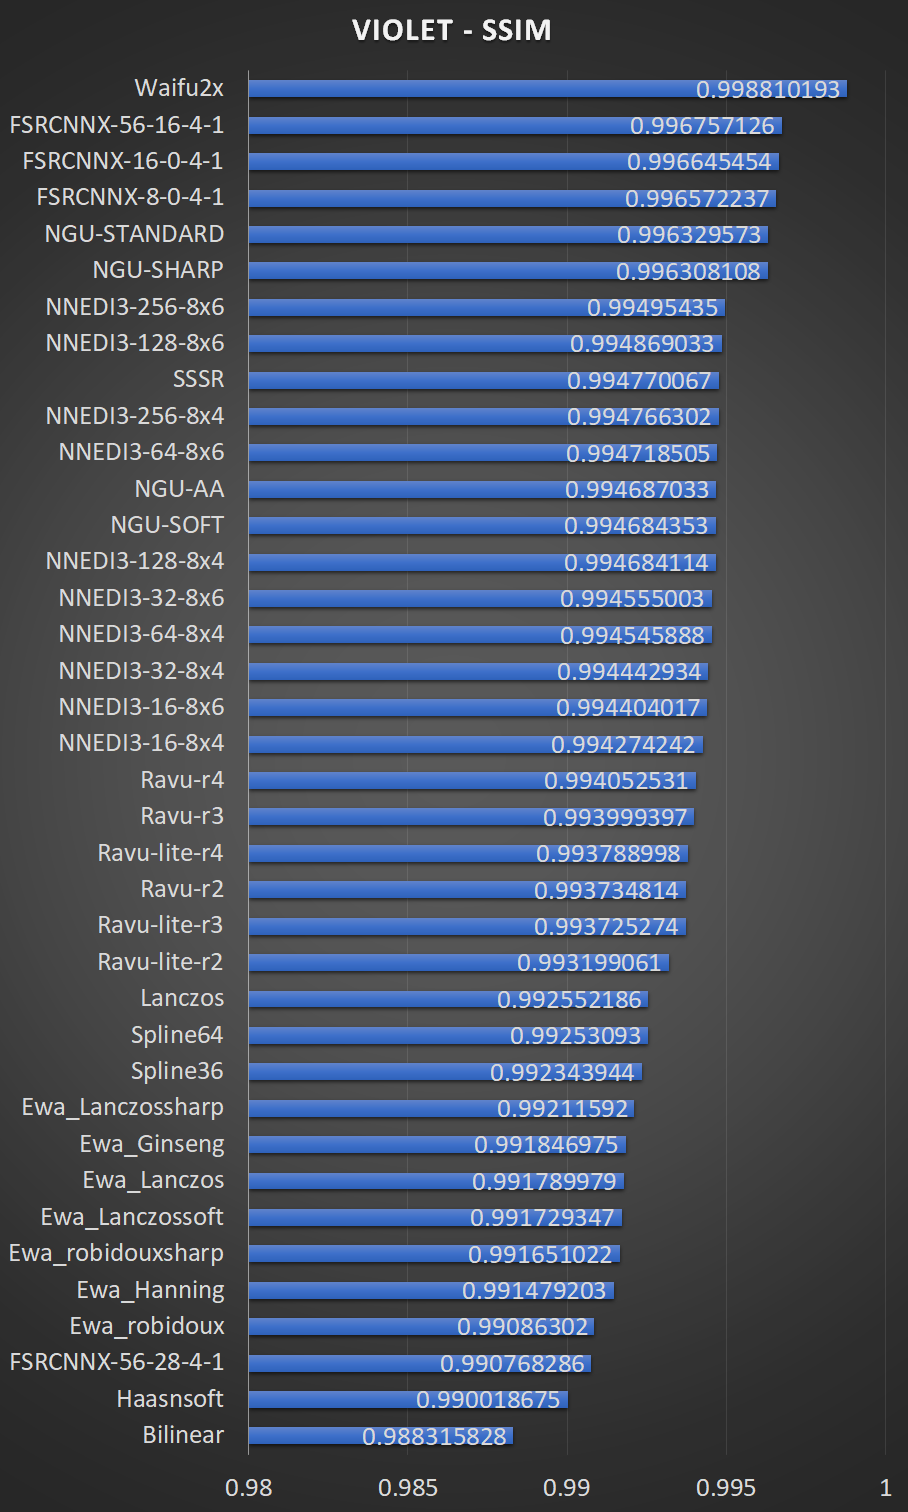 VIOLET - SSIM
Waifu2x 0.998810193
FSRCNNX-56-16-4-1 0.996757126
FSRCNNX-16-0-4-1 0.996645454
FSRCNNX-8-0-4-1 0.996572237
NGU-STANDARD 0.996329573
NGU-SHARP 0.996308108
NNEDI3-256-8x6 0.99495435
NNEDI3-128-8x6 0.994869033
SSSR 0.994770067
NNEDI3-256-8x4 0.994766302
NNEDI3-64-8x6 0.994718505
NGU-AA 0.994687033
NGU-SOFT 0.994684353
NNEDI3-128-8x4 0.994684114
NNEDI3-32-8x6 0.994555003
NNEDI3-64-8x4 0.994545888
NNEDI3-32-8x4 0.994442934
NNEDI3-16-8x6 0.994404017
NNEDI3-16-8x4 0.994274242
Ravu-r4 0.994052531
Ravu-r3 0.993999397
Ravu-lite-r4 0.993788998
Ravu-r2 0.993734814
Ravu-lite-r3 0.993725274
Ravu-lite-r2 0.993199061
Lanczos 0.992552186
Spline64 0.99253093
Spline36 0.992343944
Ewa_Lanczossharp 0.99211592
Ewa_Ginseng 0.991846975
Ewa_Lanczos 0.991789979
Ewa_Lanczossoft 0.991729347
Ewa_robidouxsharp 0.991651022
Ewa_Hanning 0.991479203
Ewa_robidoux 0.99086302
FSRCNNX-56-28-4-1 0.990768286
Haasnsoft 0.990018675
Bilinear 0.988315828
0.98 0.985 0.99 0.995 1